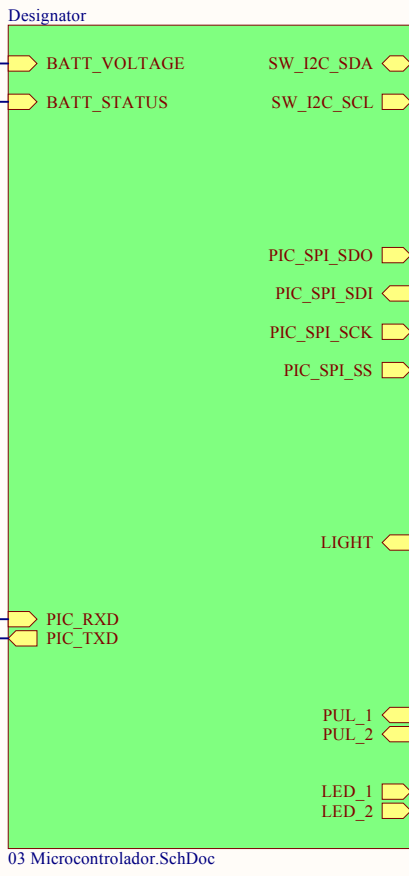 Designator
BATT_VOLTAGE SW_I2C_SDA
BATT_STATUS SW_I2C_SCL
PIC_SPI_SDO
PIC_SPI_SDI
PIC_SPI_SCK
PIC_SPI_SS
LIGHT
PIC_RXD
PIC_TXD
PUL_1
PUL_2
LED_1
LED_2
03 Microcontrolador.SchDoc